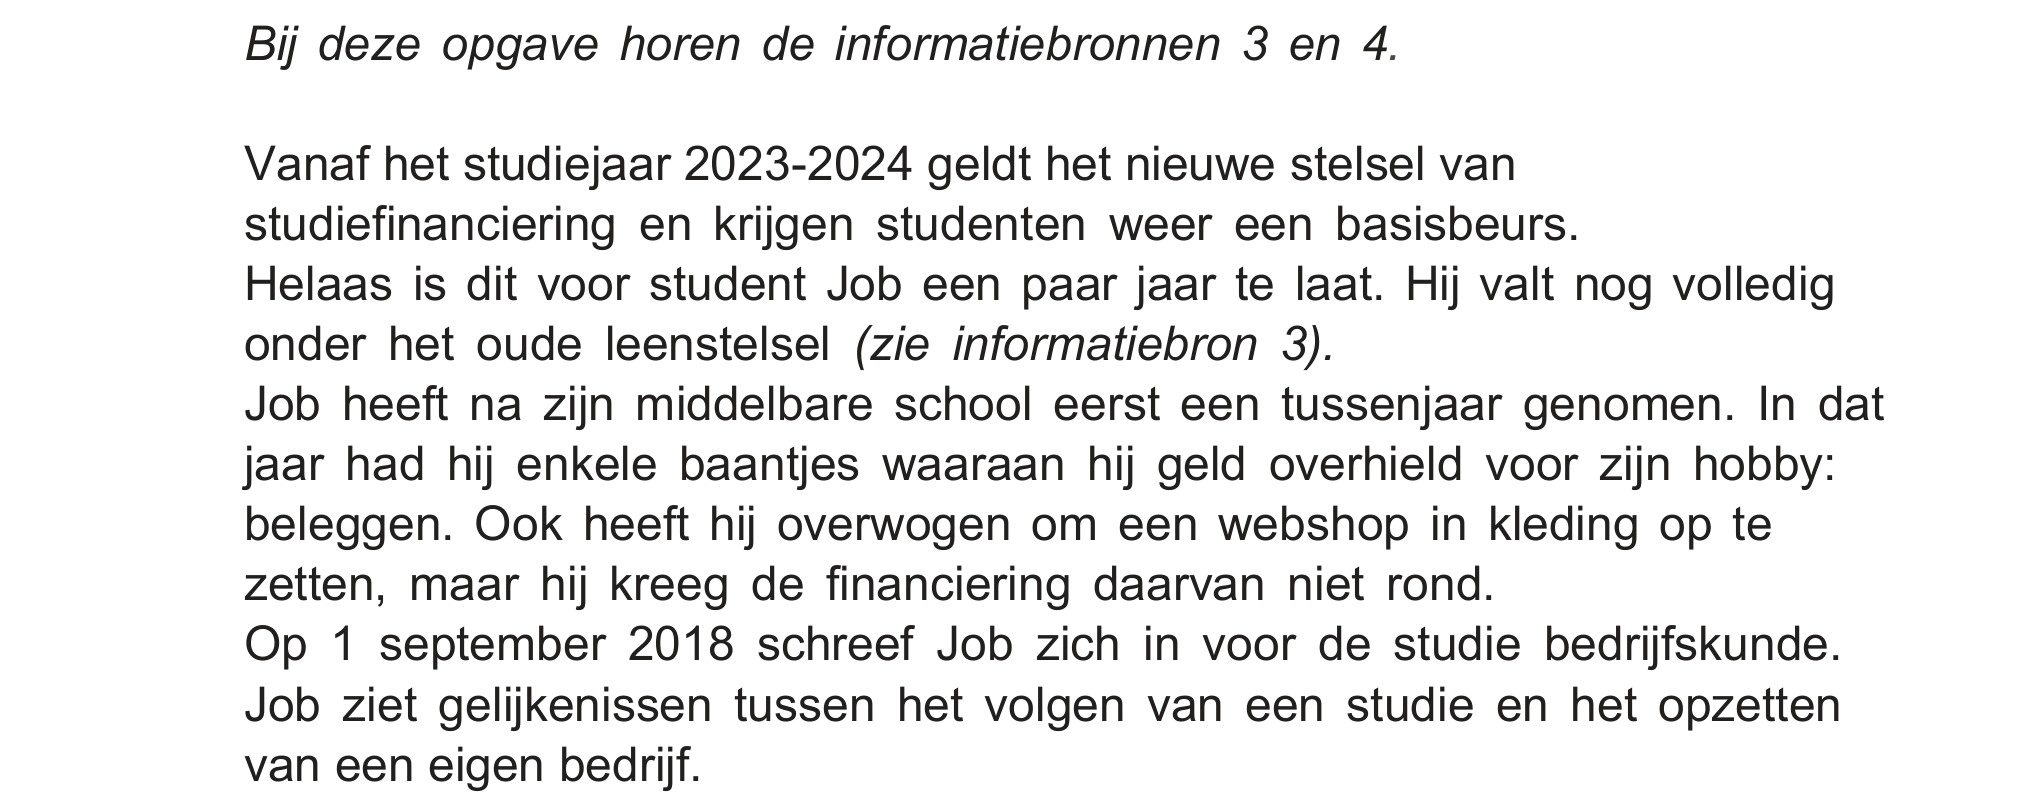 Bij deze opgave horen de informatiebronnen 3 en 4.
Vanaf het studiejaar 2023-2024 geldt het nieuwe stelsel van
studiefinanciering en krijgen studenten weer een basisbeurs.
Helaas is dit voor student Job een paar jaar te laat. Hij valt nog volledig
onder het oude leenstelsel (zie informatiebron 3).
Job heeft na zijn middelbare school eerst een tussenjaar genomen. In dat
jaar had hij enkele baantjes waaraan hij geld overhield voor zijn hobby:
beleggen. Ook heeft hij overwogen om een webshop in kleding op te
zetten, maar hij kreeg de financiering daarvan niet rond.
Op 1 september 2018 schreef Job zich in voor de studie bedrijfskunde.
Job ziet gelijkenissen tussen het volgen van een studie en het opzetten
van een eigen bedrijf.